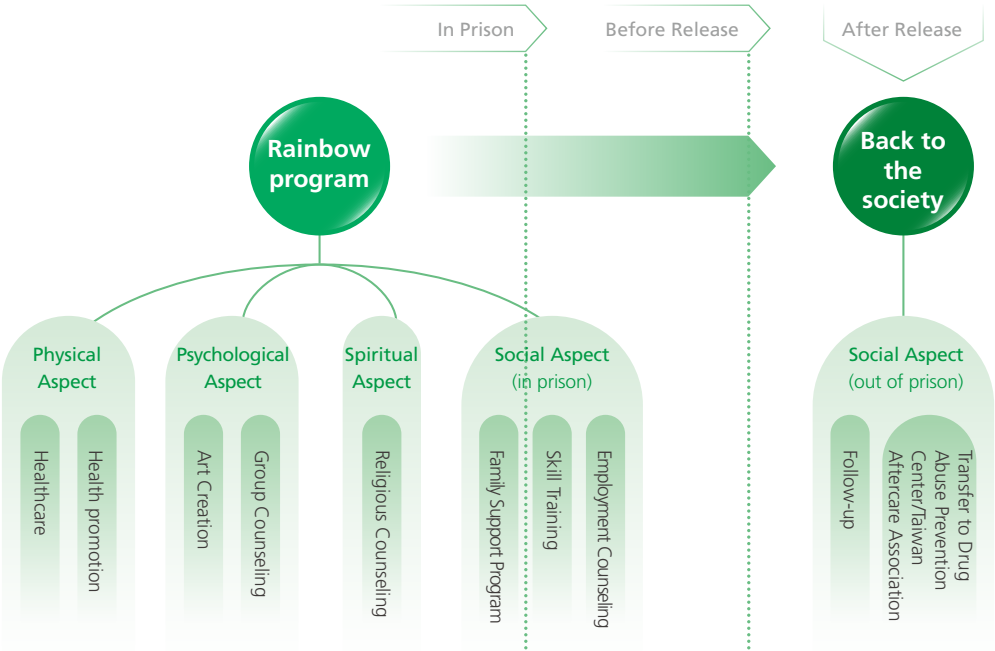 In Prison
Before Release
After Release
Rainbow
program
Back to
the
society
Physical
Aspect
Psychological
Aspect
Spiritual
Aspect
Social Aspect
(in prison)
Social Aspect
(out of prison)
Healthcare
Health promotion
Art Creation
Group Counseling
Religious Counseling
Family Support Program
Skill Training
Employment Counseling
Follow-up
Transfer to Drug
Abuse Prevention
Center/Taiwan
Aftercare Association